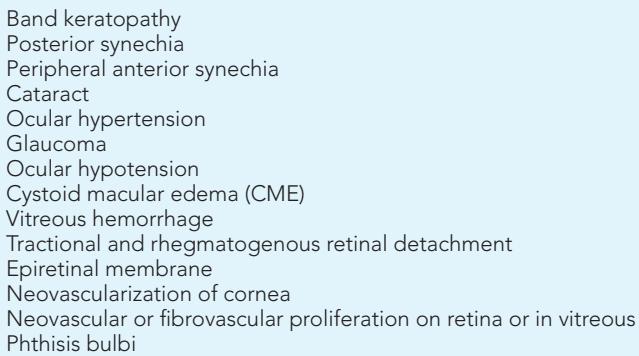 Band keratopathy
Posterior synechia
Peripheral anterior synechia
Cataract
Ocular hypertension
Glaucoma
Ocular hypotension
Cystoid macular edema (CME)
Vitreous hemorrhage
Tractional and rhegmatogenous retinal detachment
Epiretinal membrane
Neovascularization of cornea
Neovascular or fibrovascular proliferation on retina or in vitreous
Phthisis bulbi